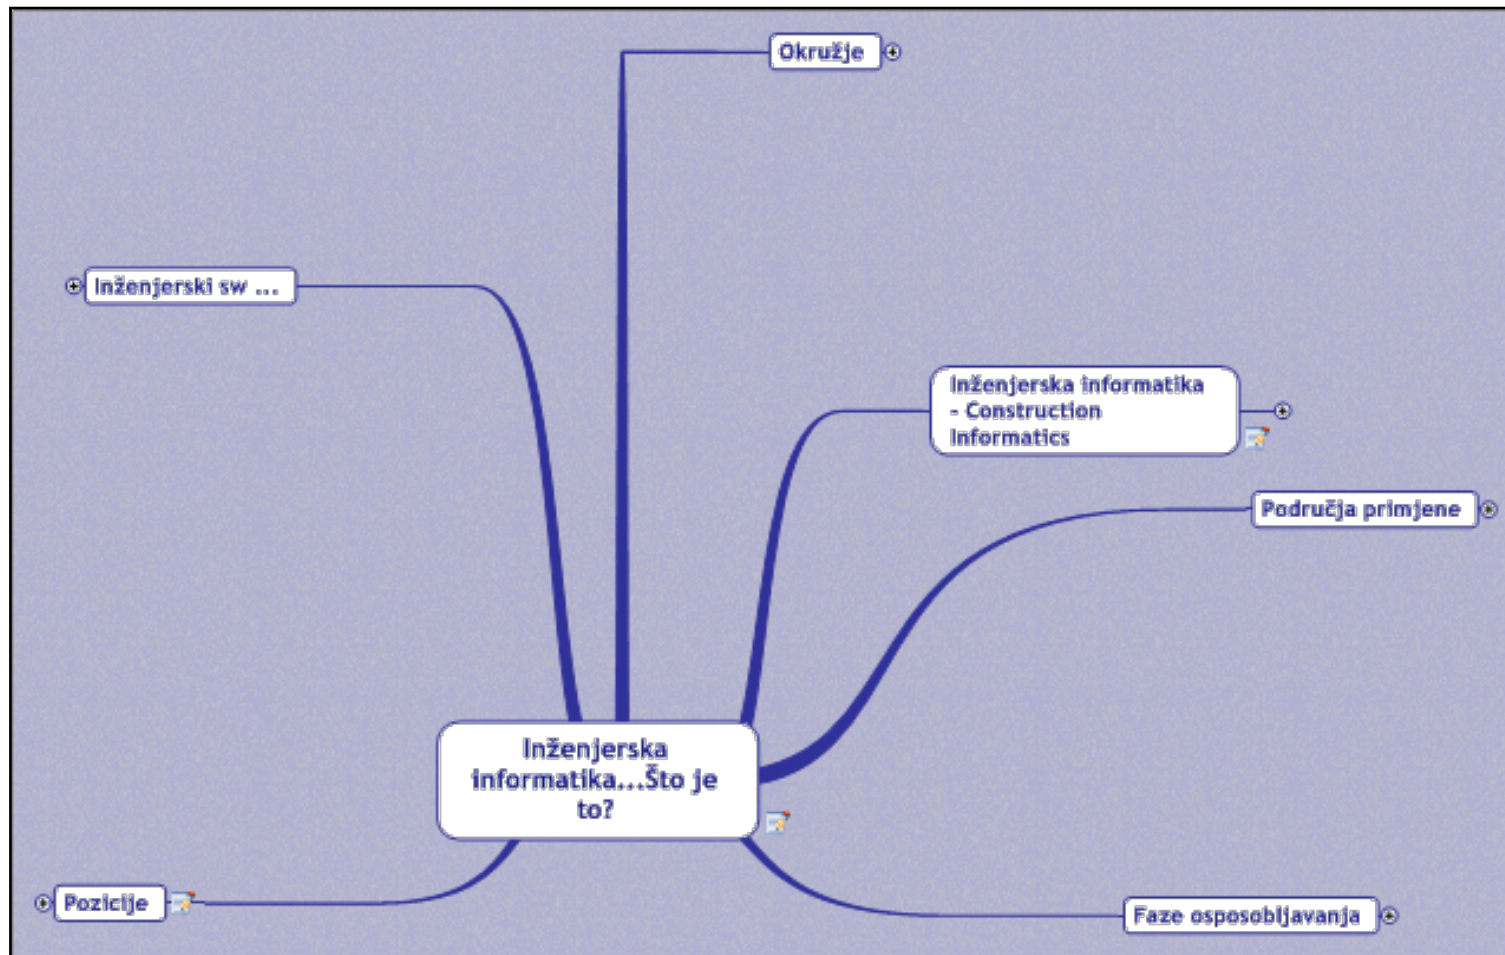 Okružje
Inženjerski sw ...
Inženjerska informatika
- Construction
Informatics
Područja primjene
Inženjerska
informatika...Što je
to?
Pozicije
Faze osposobljavanja